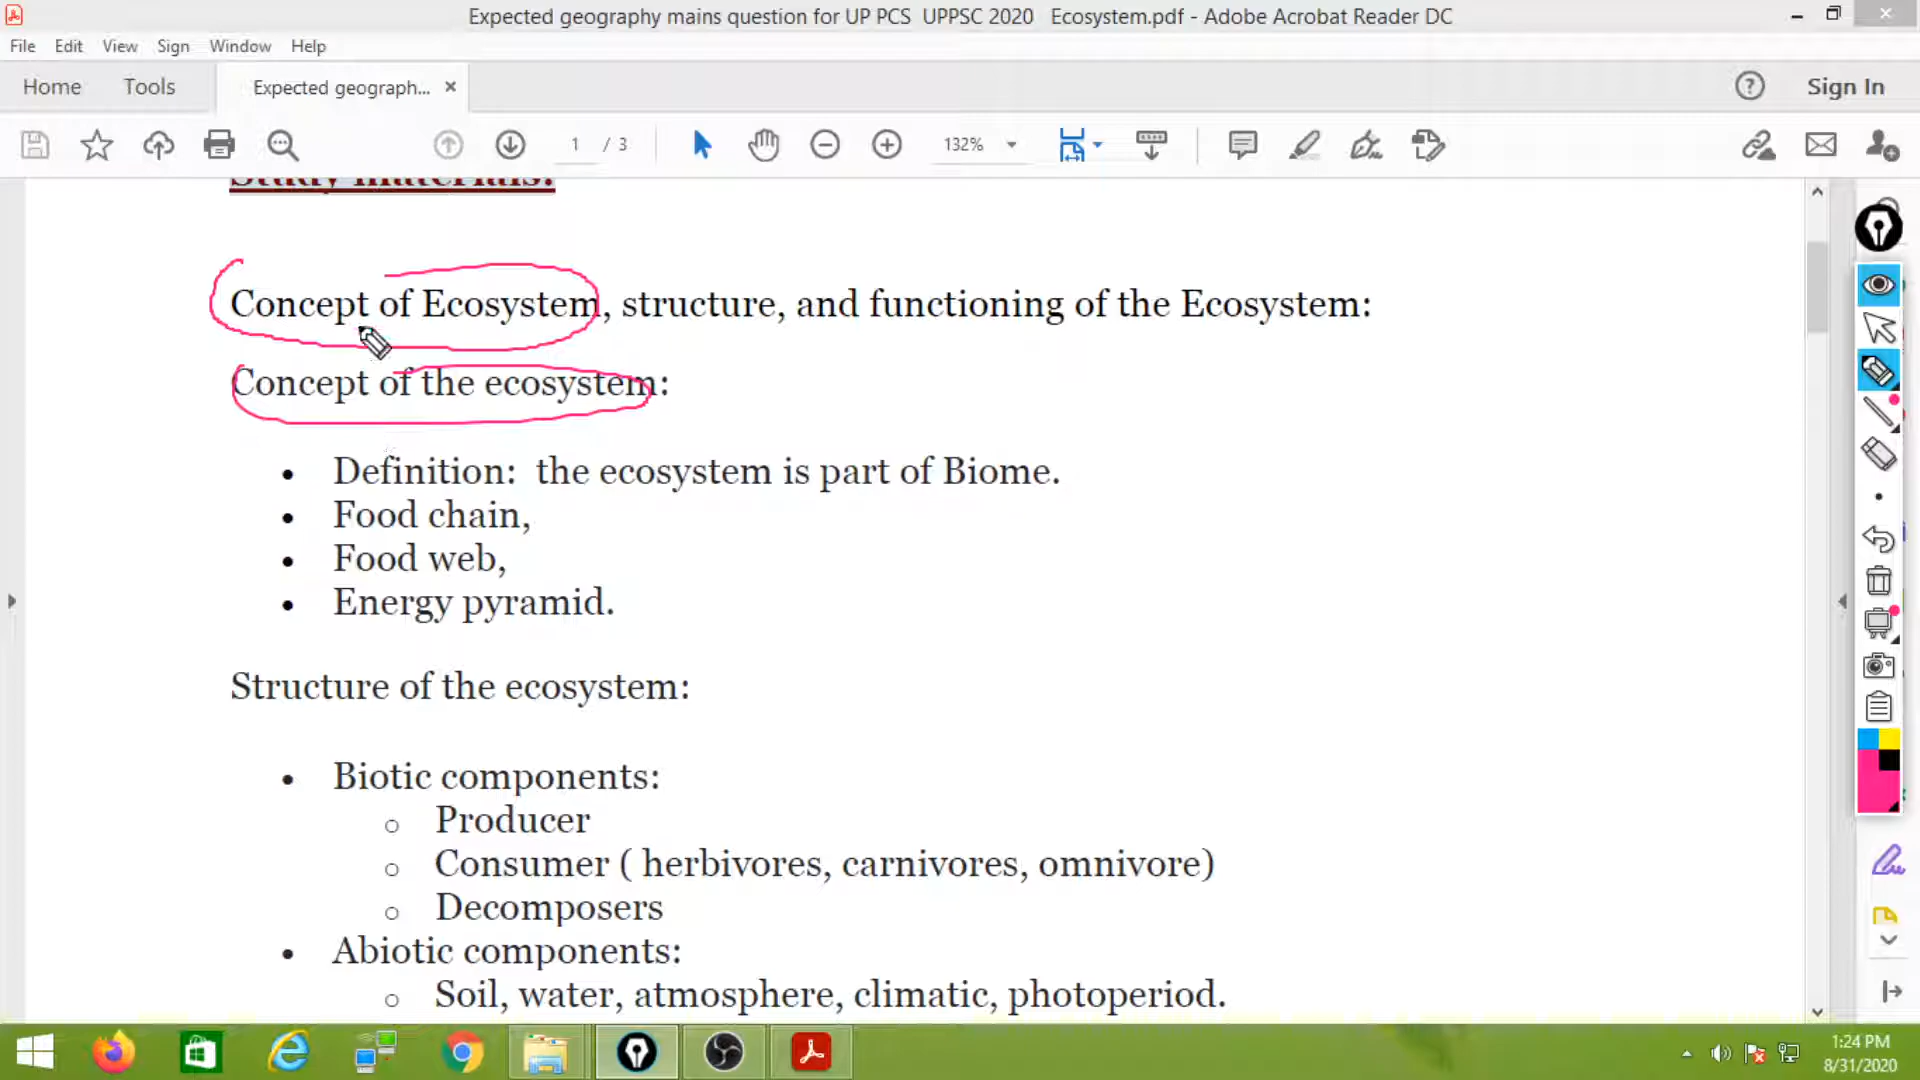 Expected geography mains question for UP PCS UPPSC 2020 Ecosystem.pdf - Adobe Acrobat Reader DC
File Edit View Sign Window Help
Home Tools Expected geograph... Sign In
1 / 3 132%
Study materials:
Concept of Ecosystem, structure, and functioning of the Ecosystem:
Concept of the ecosystem:
• Definition: the ecosystem is part of Biome.
• Food chain,
• Food web,
• Energy pyramid.
Structure of the ecosystem:
• Biotic components:
o Producer
o Consumer ( herbivores, carnivores, omnivore)
o Decomposers
• Abiotic components:
o Soil, water, atmosphere, climatic, photoperiod.
1:24 PM
8/31/2020